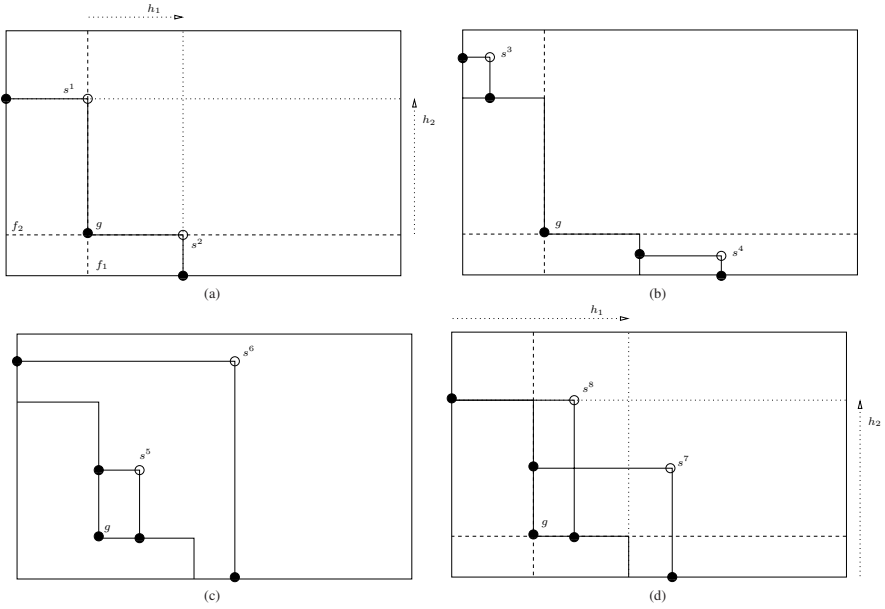 h₁
s¹
h₂
g
f₂
s²
f₁
(a)
s³
g
s⁴
(b)
s⁶
s⁵
g
(c)
h₁
s⁸
h₂
s⁷
g
(d)